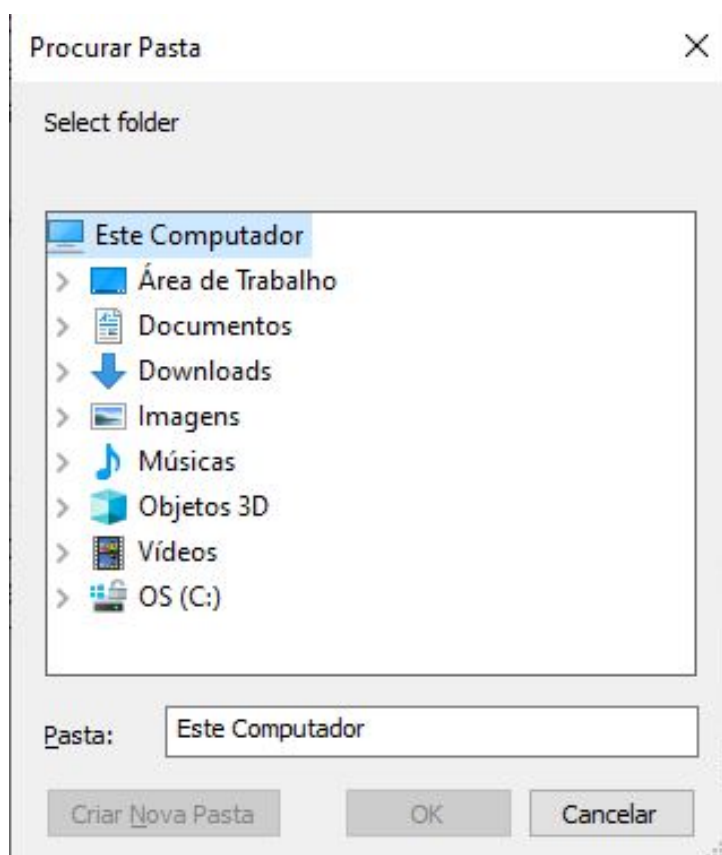 Procurar Pasta
Select folder
Este Computador
Área de Trabalho
Documentos
Downloads
Imagens
Músicas
Objetos 3D
Vídeos
OS (C:)
Pasta: Este Computador
Criar Nova Pasta OK Cancelar